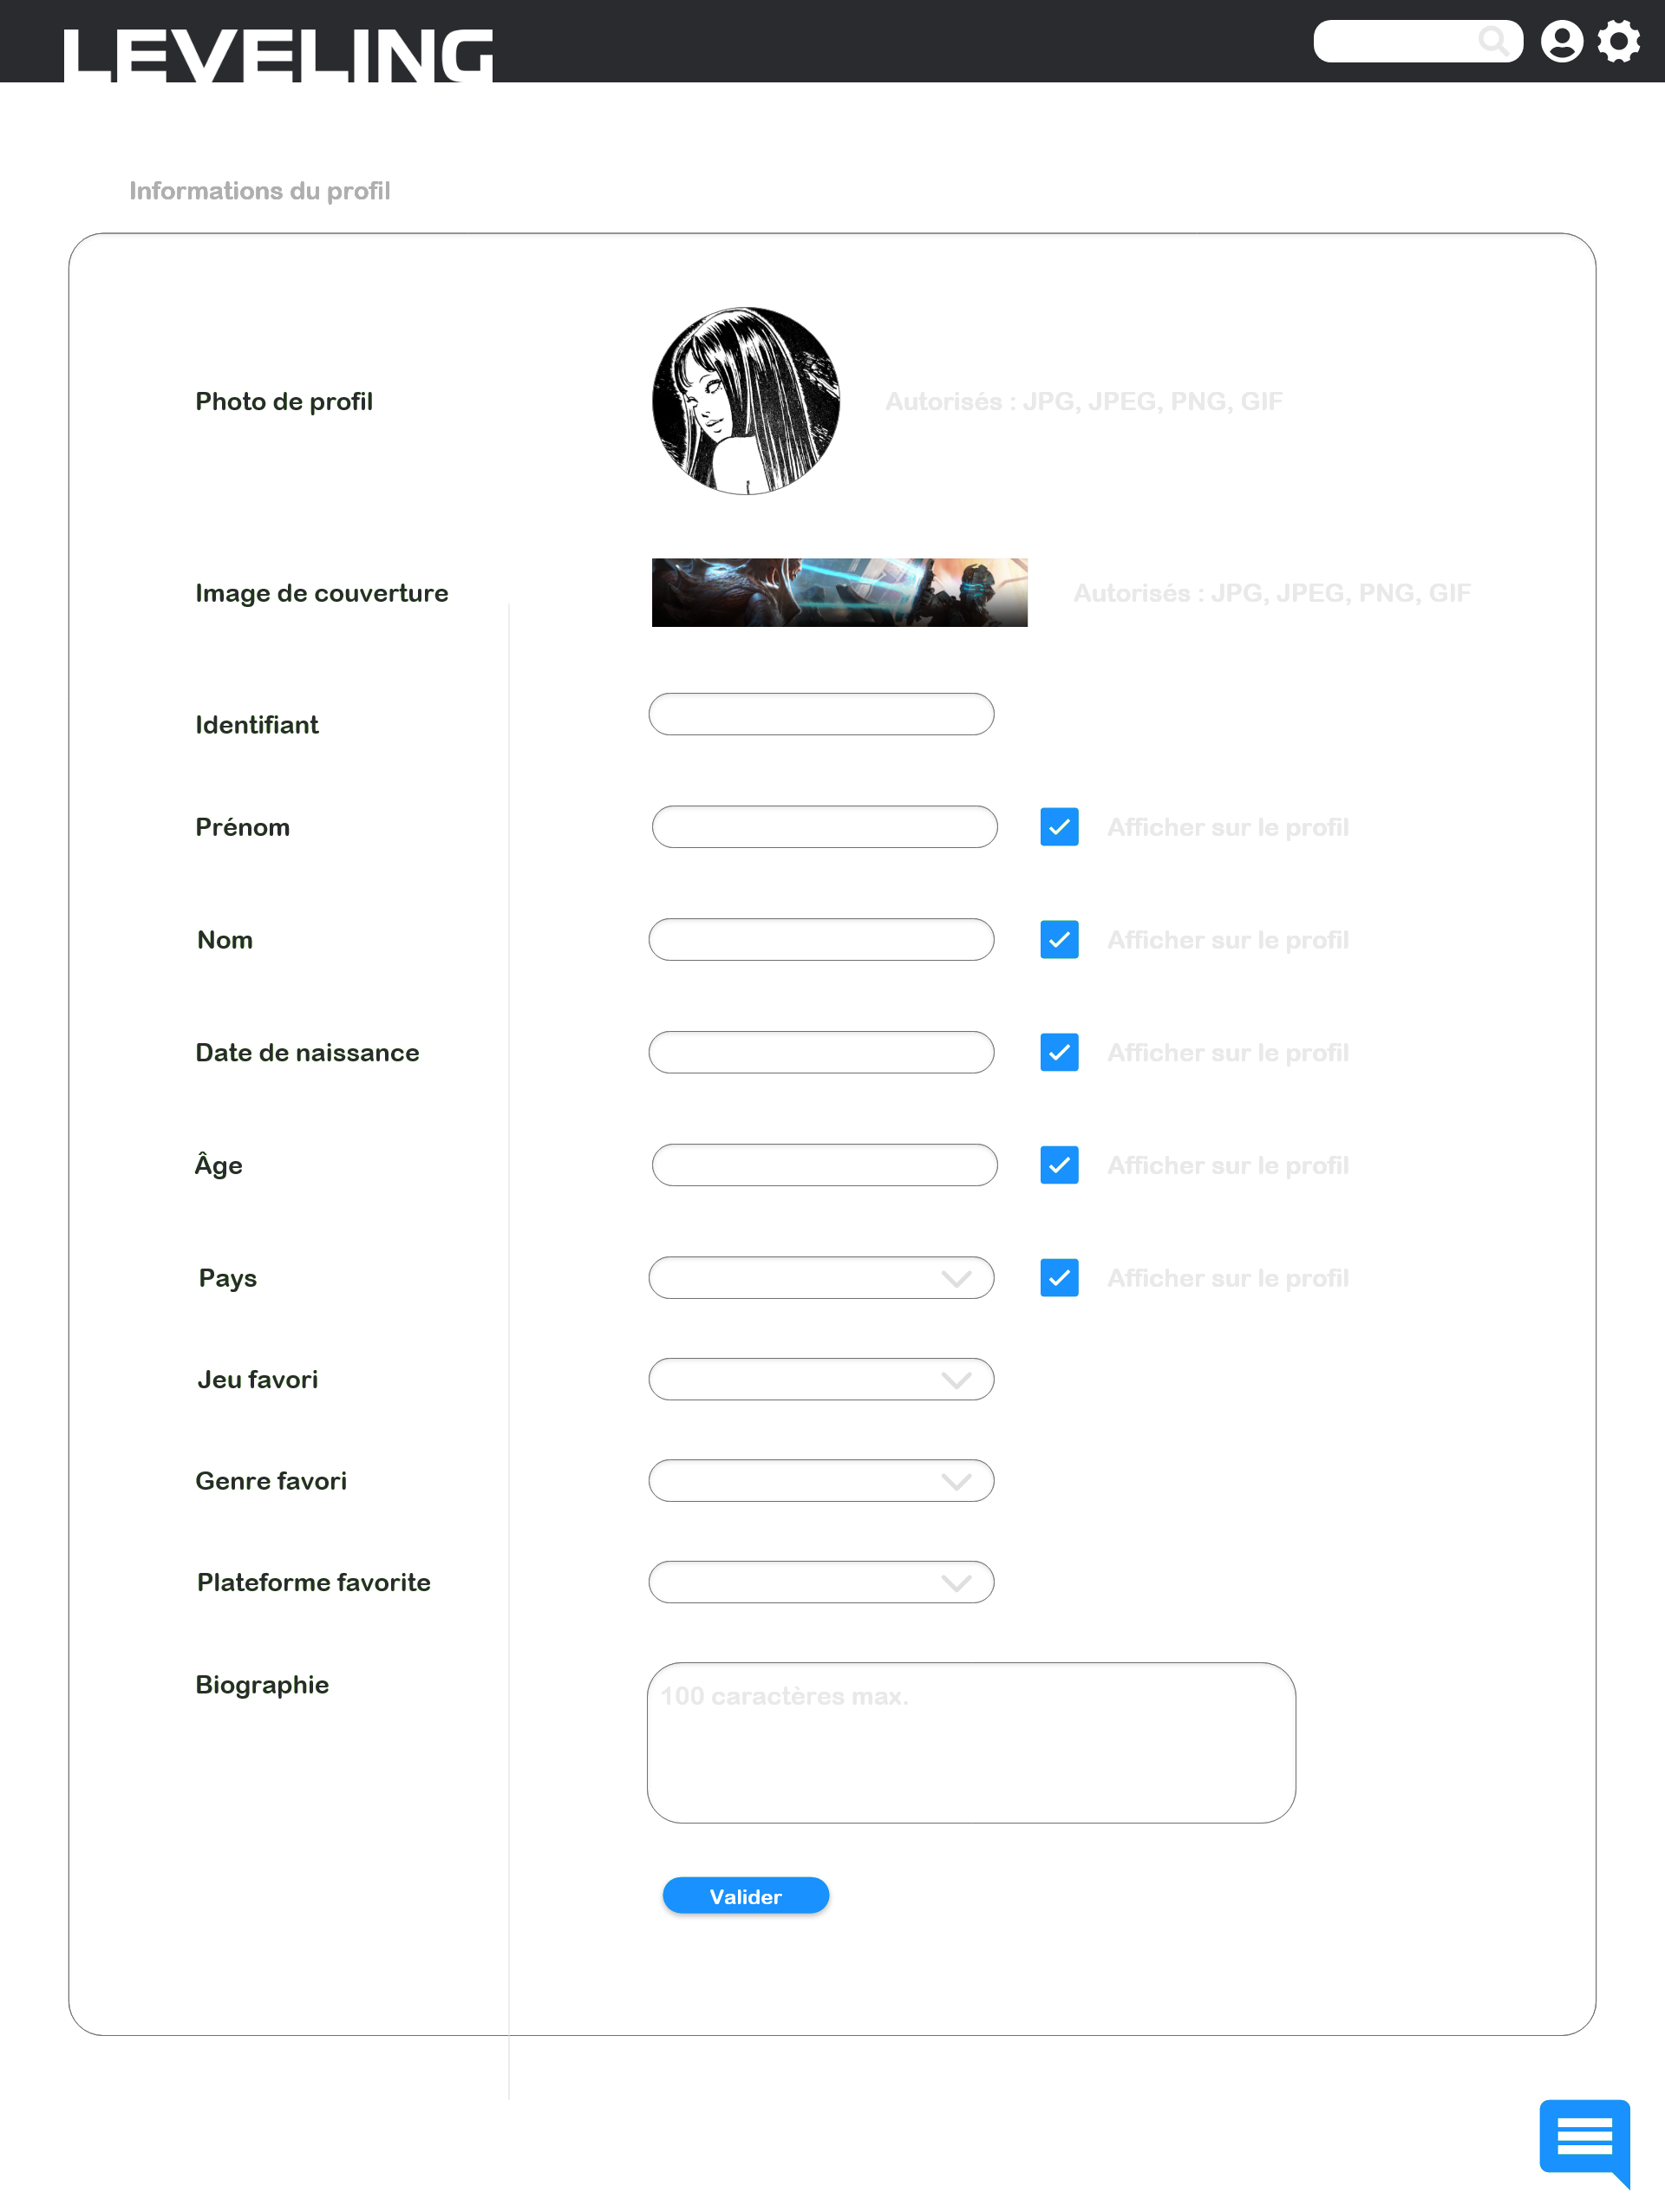 LEVELING
Informations du profil
Photo de profil
Autorisés : JPG, JPEG, PNG, GIF
Image de couverture
Autorisés : JPG, JPEG, PNG, GIF
Identifiant
Prénom
Afficher sur le profil
Nom
Afficher sur le profil
Date de naissance
Afficher sur le profil
Âge
Afficher sur le profil
Pays
Afficher sur le profil
Jeu favori
Genre favori
Plateforme favorite
Biographie
100 caractères max.
Valider